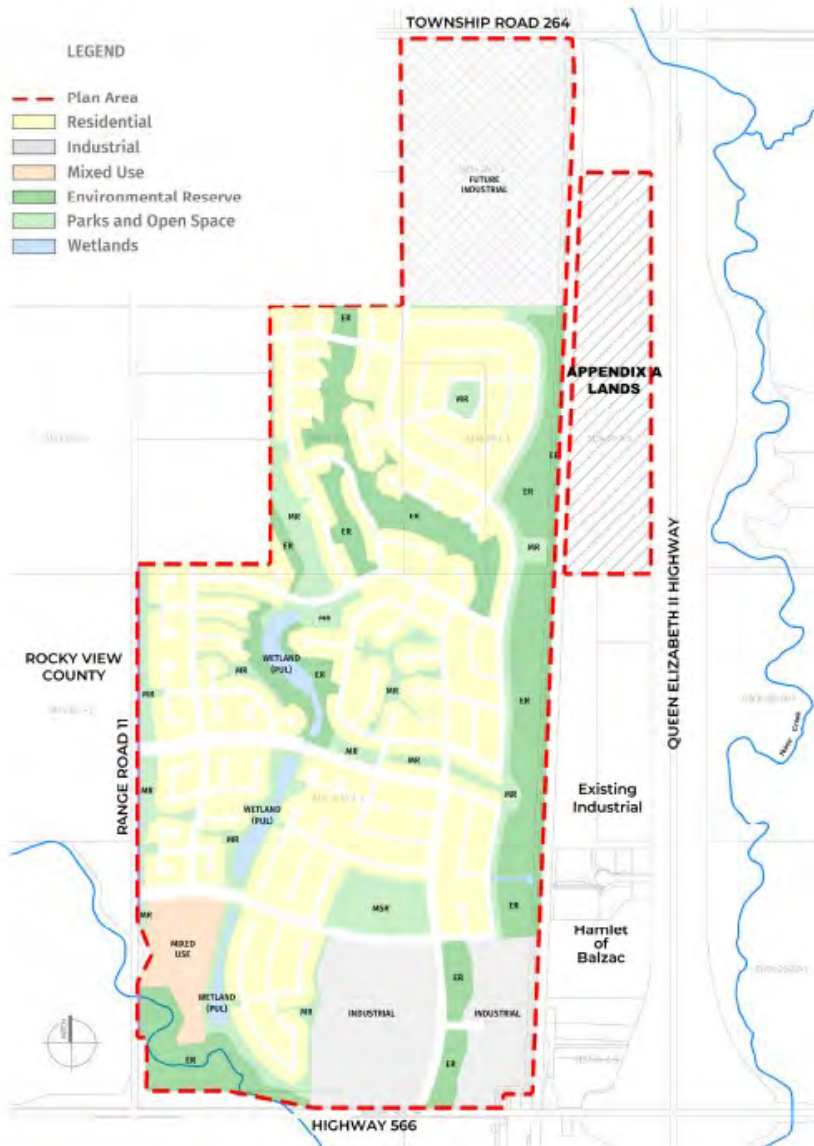 TOWNSHIP ROAD 264
LEGEND
Plan Area
Residential
Industrial
Mixed Use
Environmental Reserve
Parks and Open Space
Wetlands
FUTURE
INDUSTRIAL
ER
APPENDIX A
LANDS
MR
ER
MR
ER
ER
ER
ER
MR
MR
WETLAND
(PUL)
ROCKY VIEW
COUNTY
MR
ER
MR
MR
ER
QUEEN ELIZABETH II HIGHWAY
Nose Creek
RANGE ROAD 11
MR
MR
MR
MR
Existing
Industrial
WETLAND
(PUL)
MR
MSR
ER
MR
Hamlet
of
Balzac
MIXED
USE
ER
WETLAND
(PUL)
MR
INDUSTRIAL
INDUSTRIAL
NORTH
ER
ER
HIGHWAY 566